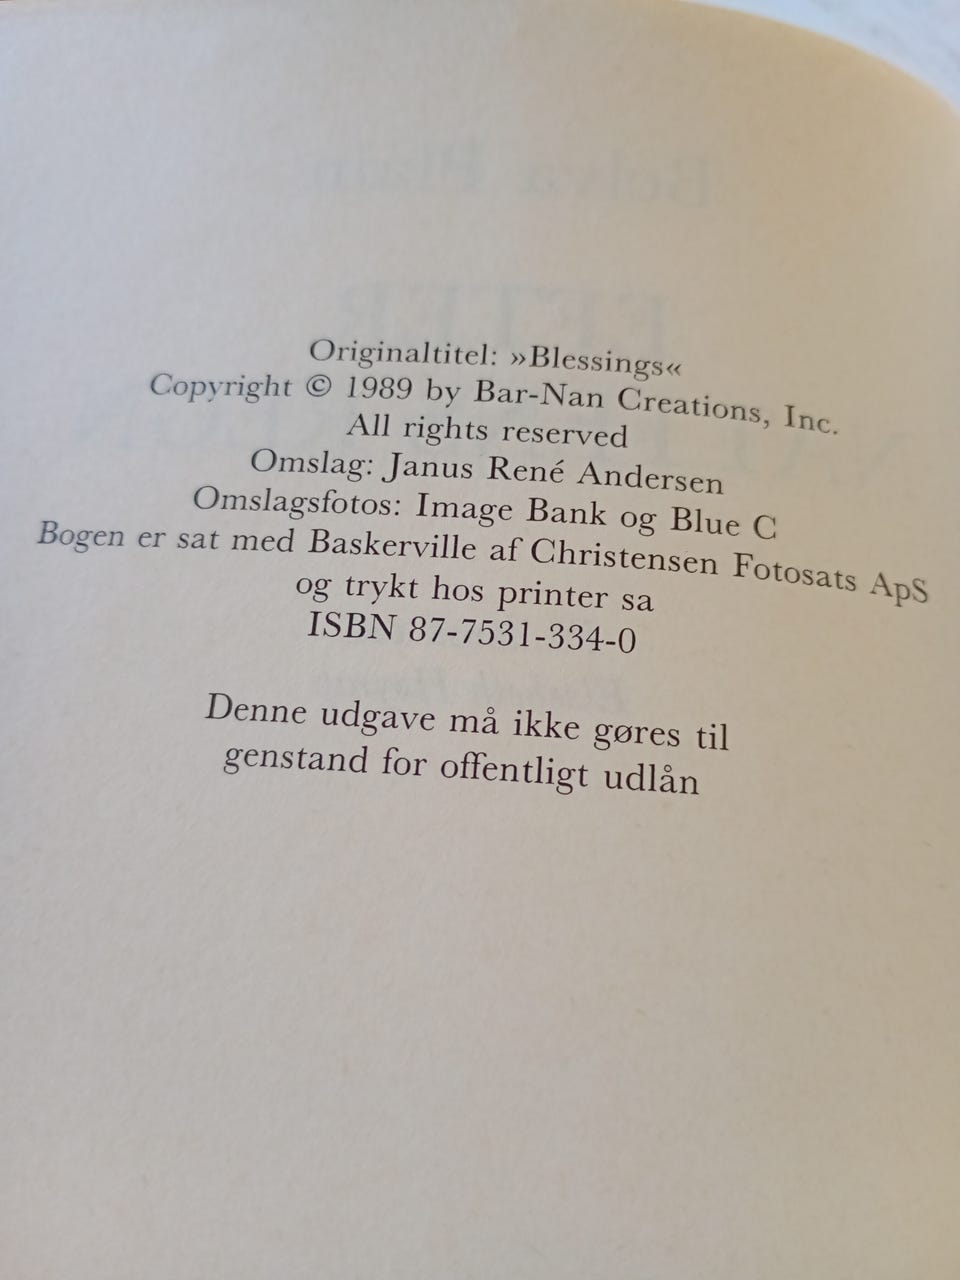 Originaltitel: »Blessings«
Copyright © 1989 by Bar-Nan Creations, Inc.
All rights reserved
Omslag: Janus René Andersen
Omslagsfotos: Image Bank og Blue C
Bogen er sat med Baskerville af Christensen Fotosats ApS
og trykt hos printer sa
ISBN 87-7531-334-0
Denne udgave må ikke gøres til
genstand for offentligt udlån